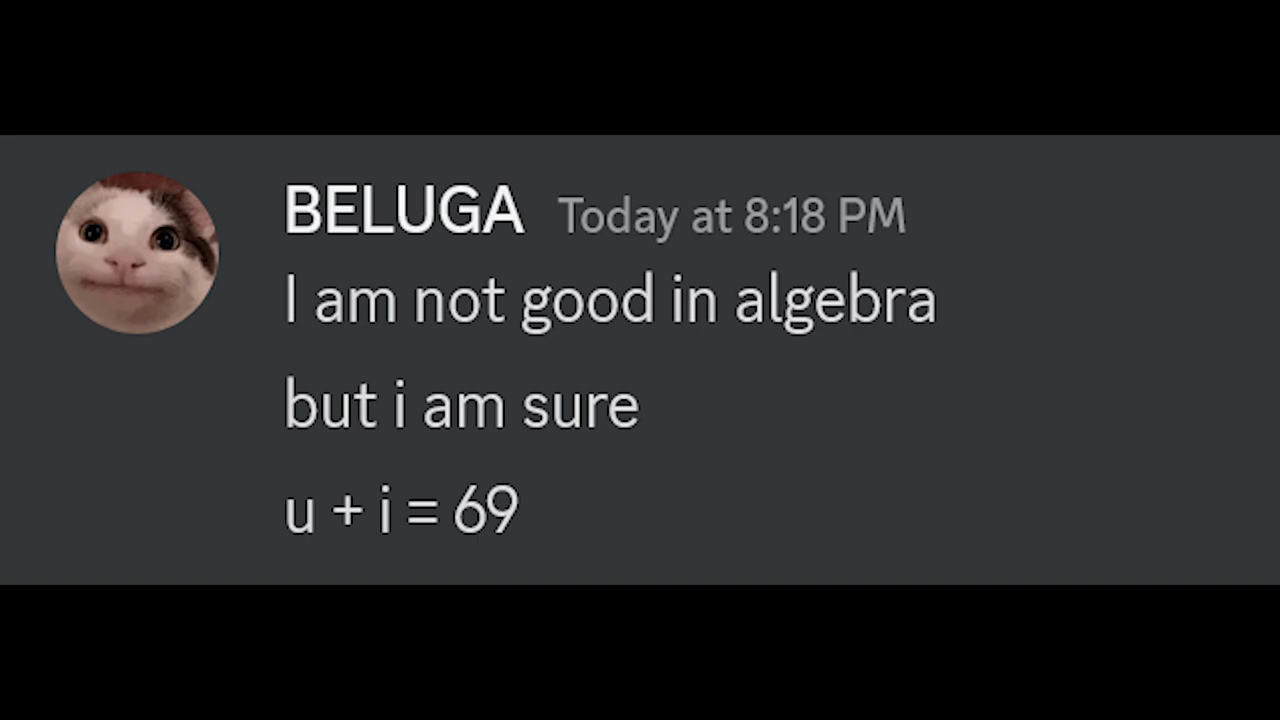 BELUGA Today at 8:18 PM
I am not good in algebra
but i am sure
u + i = 69